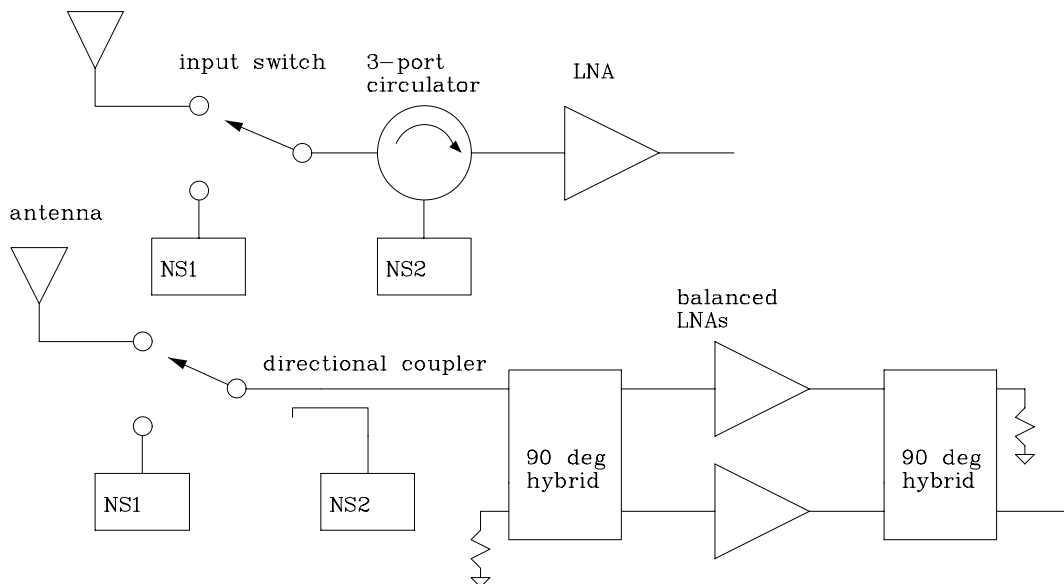 input switch
3-port
circulator
LNA
NS1
NS2
antenna
balanced
LNAs
directional coupler
90 deg
hybrid
90 deg
hybrid
NS1
NS2